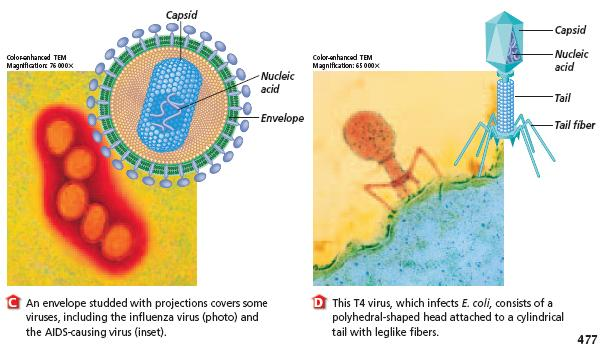 Capsid
Color-enhanced TEM
Magnification: 76 000×
Nucleic
acid
Envelope
C An envelope studded with projections covers some
viruses, including the influenza virus (photo) and
the AIDS-causing virus (inset).
Color-enhanced TEM
Magnification: 65 000×
Capsid
Nucleic
acid
Tail
Tail fiber
D This T4 virus, which infects E. coli, consists of a
polyhedral-shaped head attached to a cylindrical
tail with leglike fibers.
477